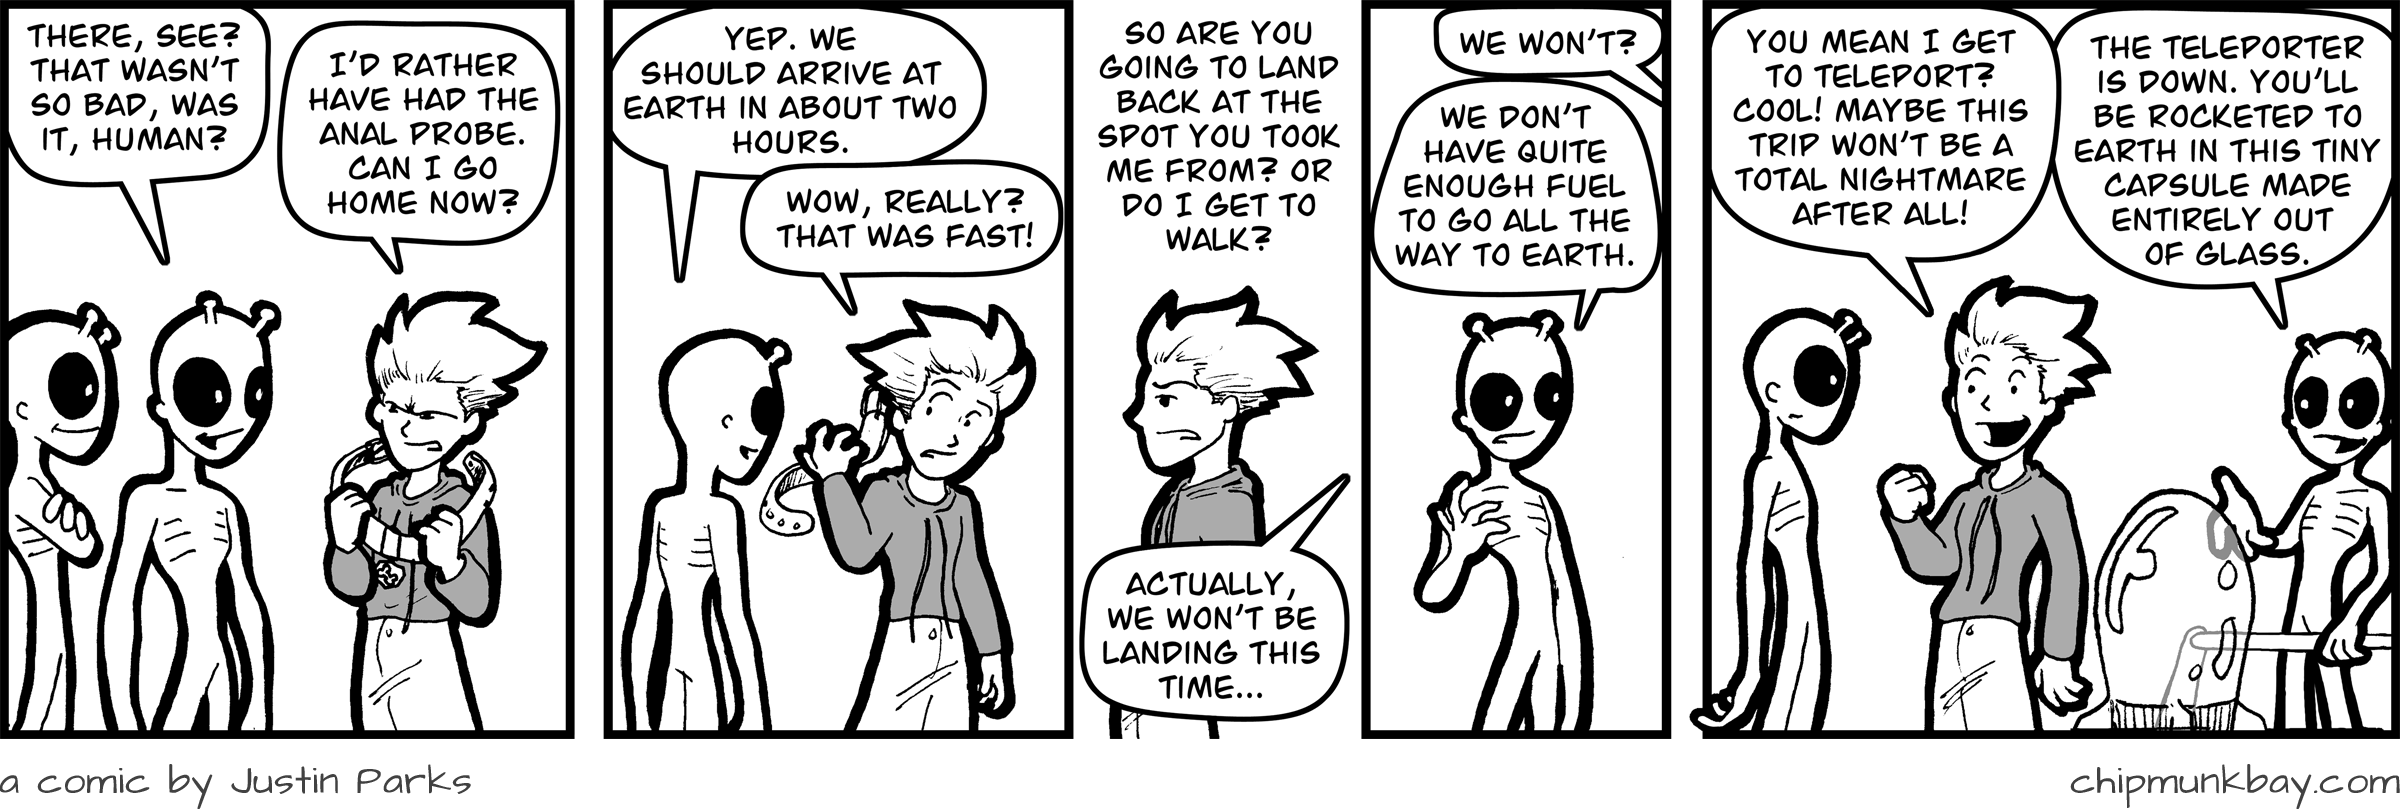 THERE, SEE?
THAT WASN'T
SO BAD, WAS
IT, HUMAN?
I'D RATHER
HAVE HAD THE
ANAL PROBE.
CAN I GO
HOME NOW?
YEP. WE
SHOULD ARRIVE AT
EARTH IN ABOUT TWO
HOURS.
WOW, REALLY?
THAT WAS FAST!
SO ARE YOU
GOING TO LAND
BACK AT THE
SPOT YOU TOOK
ME FROM? OR
DO I GET TO
WALK?
ACTUALLY,
WE WON'T BE
LANDING THIS
TIME...
WE WON'T?
WE DON'T
HAVE QUITE
ENOUGH FUEL
TO GO ALL THE
WAY TO EARTH.
YOU MEAN I GET
TO TELEPORT?
COOL! MAYBE THIS
TRIP WON'T BE A
TOTAL NIGHTMARE
AFTER ALL!
THE TELEPORTER
IS DOWN. YOU'LL
BE ROCKETED TO
EARTH IN THIS TINY
CAPSULE MADE
ENTIRELY OUT
OF GLASS.
a comic by Justin Parks
chipmunkbay.com